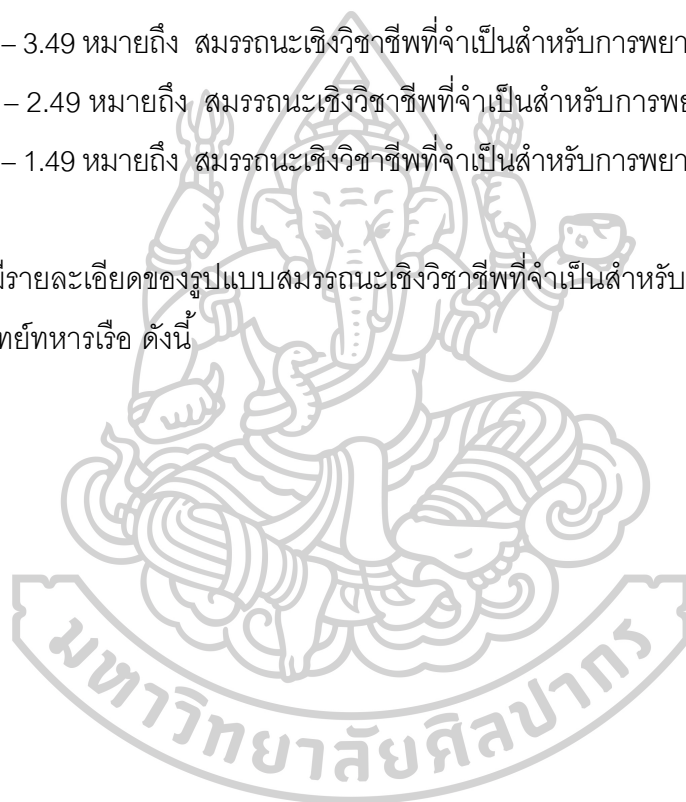 – 3.49 หมายถึง สมรรถนะเชิงวิชาชีพที่จำเป็นสำหรับการพยา
– 2.49 หมายถึง สมรรถนะเชิงวิชาชีพที่จำเป็นสำหรับการพย
– 1.49 หมายถึง สมรรถนะเชิงวิชาชีพที่จำเป็นสำหรับการพยา
มีรายละเอียดของรูปแบบสมรรถนะเชิงวิชาชีพที่จำเป็นสำหรับ
ทย์ทหารเรือ ดังนี้
มหาวิทยาลัยศิลปากร